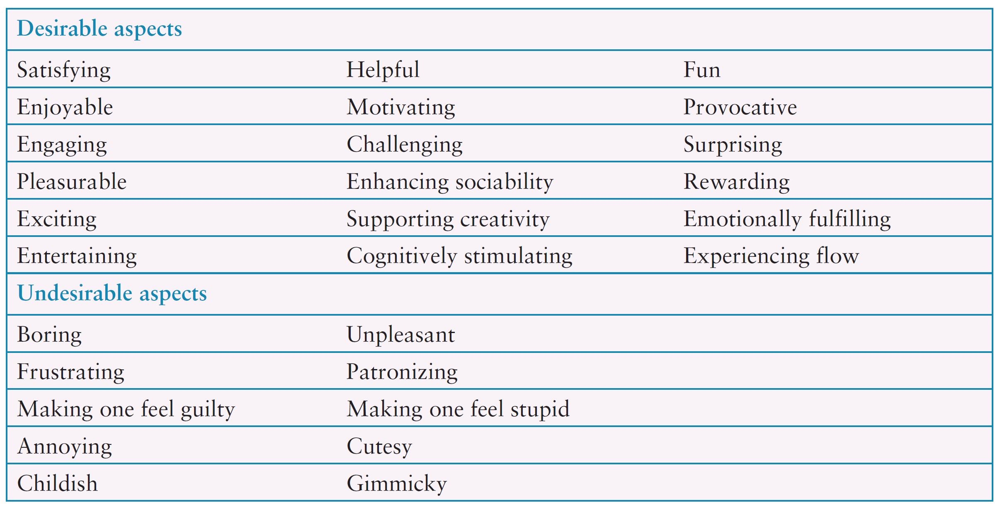 Desirable aspects
Satisfying Helpful Fun
Enjoyable Motivating Provocative
Engaging Challenging Surprising
Pleasurable Enhancing sociability Rewarding
Exciting Supporting creativity Emotionally fulfilling
Entertaining Cognitively stimulating Experiencing flow
Undesirable aspects
Boring Unpleasant
Frustrating Patronizing
Making one feel guilty Making one feel stupid
Annoying Cutesy
Childish Gimmicky